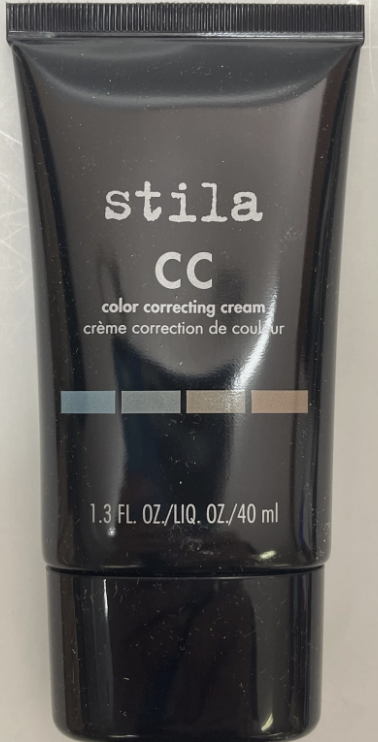 stila
CC
color correcting cream
crème correction de couleur
1.3 FL. OZ./LIQ. OZ./40 ml